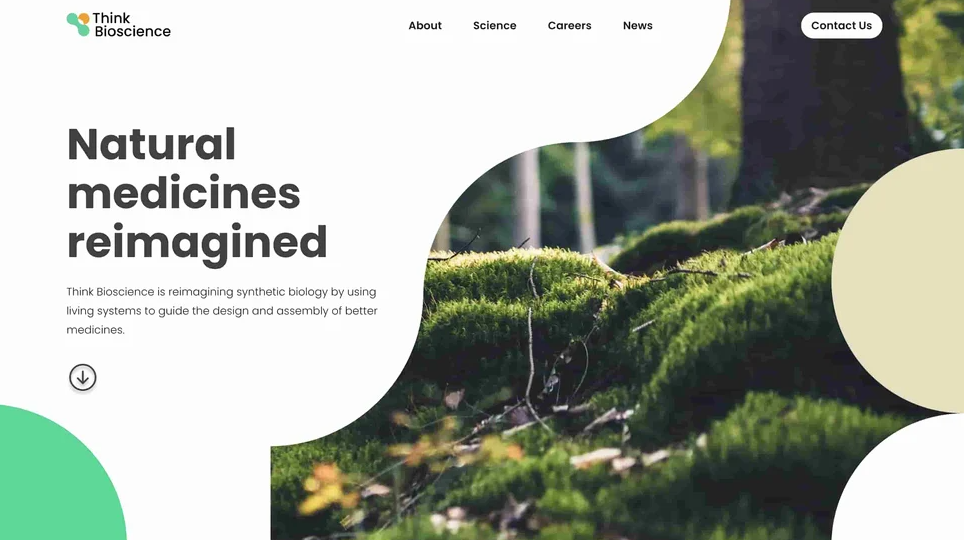 Think
Bioscience
About
Science
Careers
News
Contact Us
Natural
medicines
reimagined
Think Bioscience is reimagining synthetic biology by using
living systems to guide the design and assembly of better
medicines.